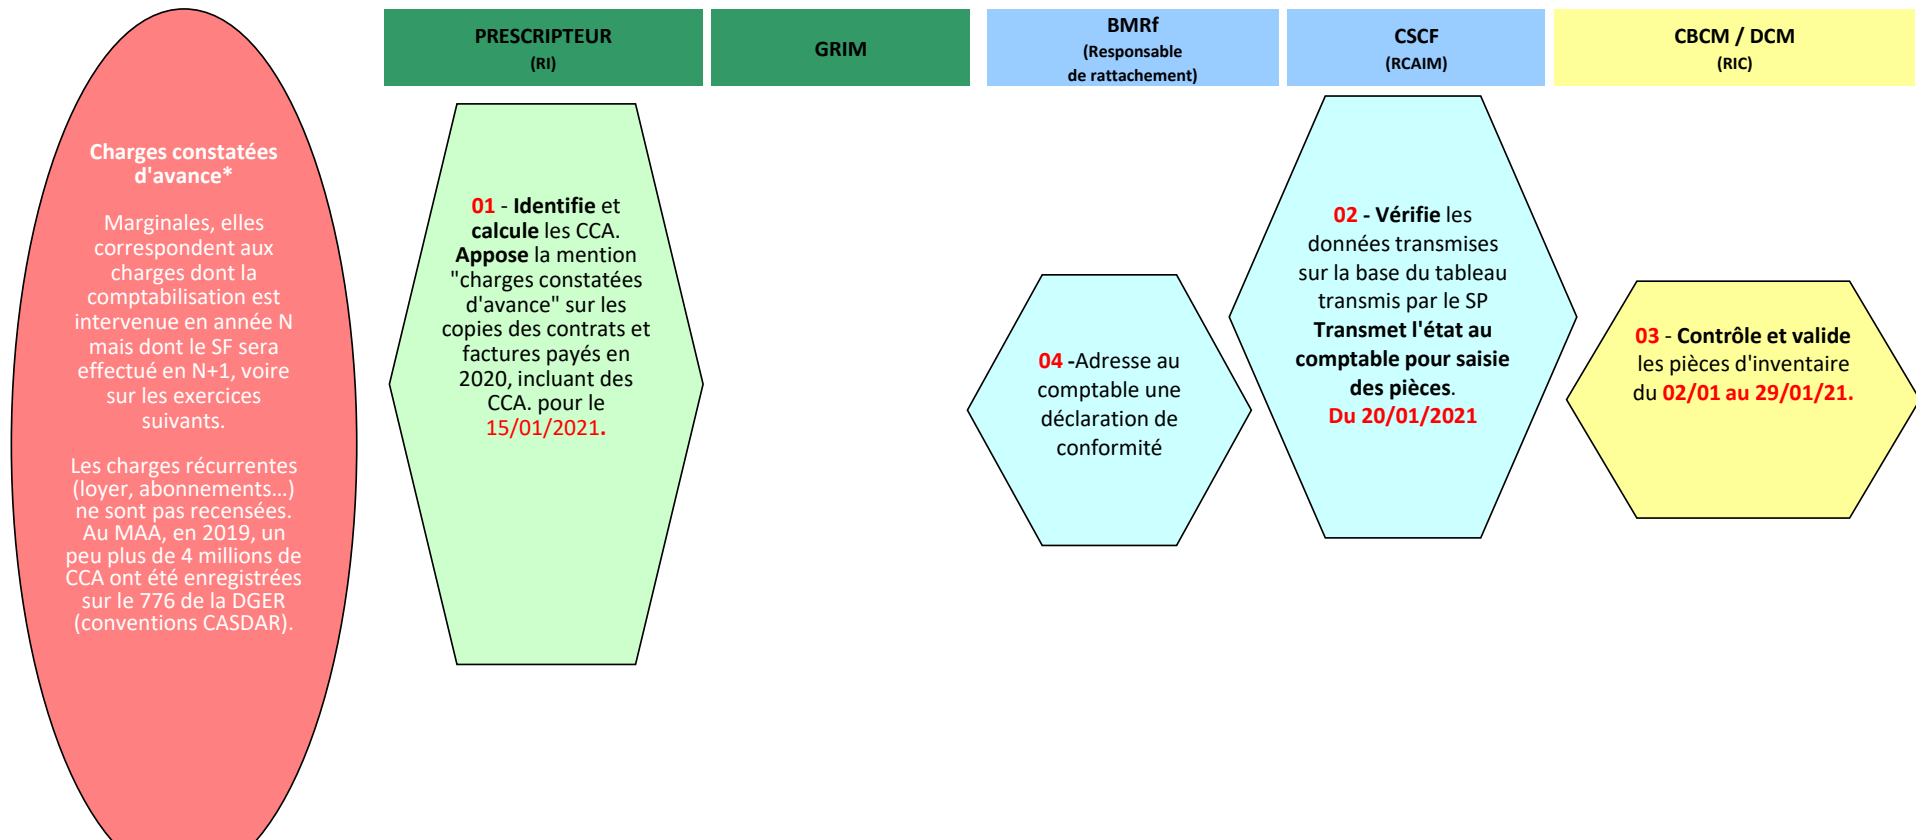 PRESCRIPTEUR
(RI)
GRIM
BMRf
(Responsable
de rattachement)
CSCF
(RCAIM)
CBCM / DCM
(RIC)
Charges constatées
d'avance*
Marginales, elles
correspondent aux
charges dont la
comptabilisation est
intervenue en année N
mais dont le SF sera
effectué en N+1, voire
sur les exercices
suivants.
Les charges récurrentes
(loyer, abonnements...)
ne sont pas recensées.
Au MAA, en 2019, un
peu plus de 4 millions de
CCA ont été enregistrées
sur le 776 de la DGER
(conventions CASDAR).
01 - Identifie et
calcule les CCA.
Appose la mention
"charges constatées
d'avance" sur les
copies des contrats et
factures payés en
2020, incluant des
CCA. pour le
15/01/2021.
04 -Adresse au
comptable une
déclaration de
conformité
02 - Vérifie les
données transmises
sur la base du tableau
transmis par le SP
Transmet l'état au
comptable pour saisie
des pièces.
Du 20/01/2021
03 - Contrôle et valide
les pièces d'inventaire
du 02/01 au 29/01/21.